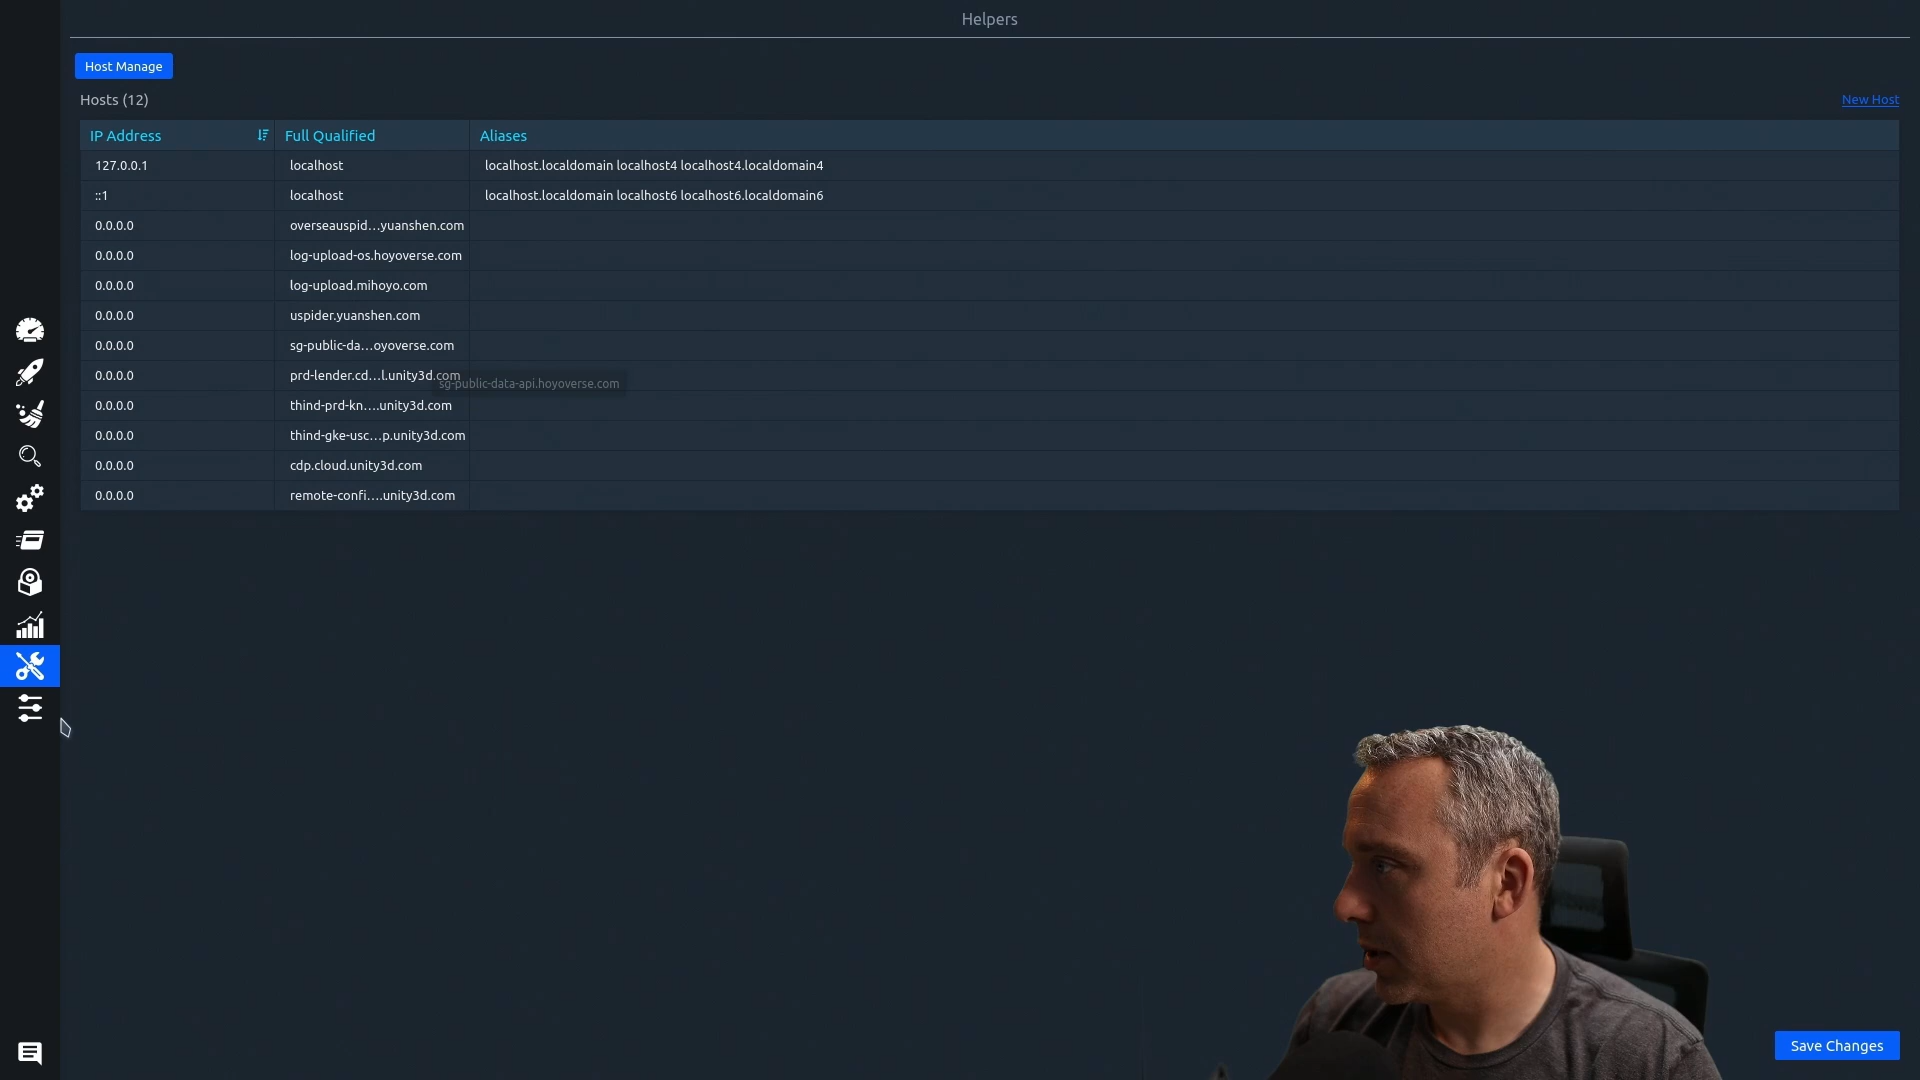 Helpers
Host Manage
Hosts (12)
New Host
IP Address Full Qualified Aliases
127.0.0.1 localhost localhost.localdomain localhost4 localhost4.localdomain4
::1 localhost localhost.localdomain localhost6 localhost6.localdomain6
0.0.0.0 overseauspid...yuanshen.com
0.0.0.0 log-upload-os.hoyoverse.com
0.0.0.0 log-upload.mihoyo.com
0.0.0.0 uspider.yuanshen.com
0.0.0.0 sg-public-da...oyoverse.com
0.0.0.0 prd-lender.cd...l.unity3d.com
sg-public-data-api.hoyoverse.com
0.0.0.0 thind-prd-kn....unity3d.com
0.0.0.0 thind-gke-usc...p.unity3d.com
0.0.0.0 cdp.cloud.unity3d.com
0.0.0.0 remote-confi....unity3d.com
Save Changes